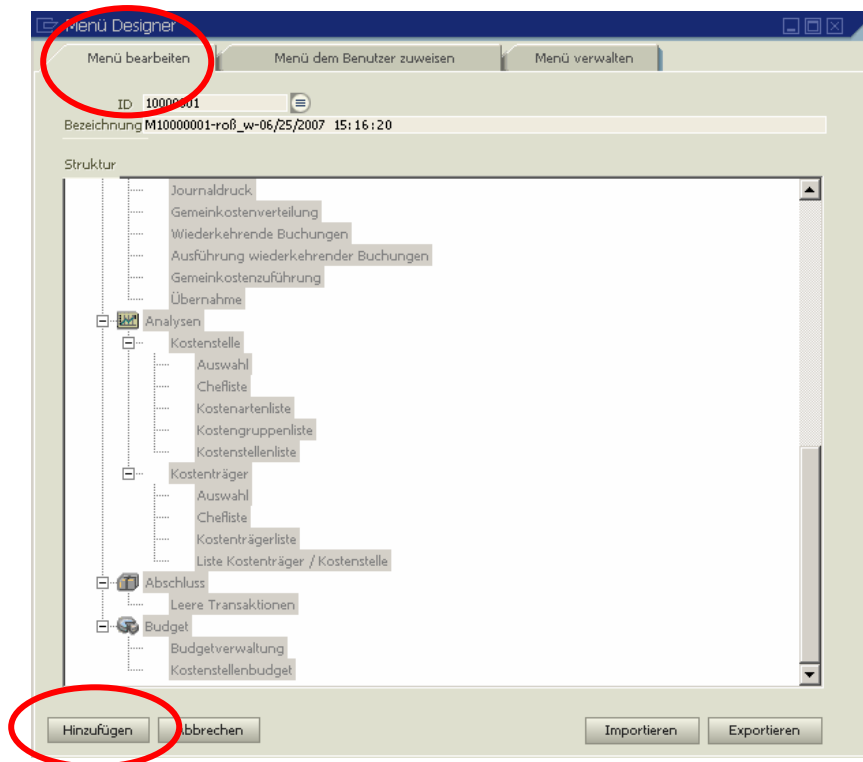 Menü Designer
Menü bearbeiten Menü dem Benutzer zuweisen Menü verwalten
ID 10000001
Bezeichnung M10000001-roß_w-06/25/2007 15:16:20
Struktur
Journaldruck
Gemeinkostenverteilung
Wiederkehrende Buchungen
Ausführung wiederkehrender Buchungen
Gemeinkostenzuführung
Übernahme
Analysen
Kostenstelle
Auswahl
Chefliste
Kostenartenliste
Kostengruppenliste
Kostenstellenliste
Kostenträger
Auswahl
Chefliste
Kostenträgerliste
Liste Kostenträger / Kostenstelle
Abschluss
Leere Transaktionen
Budget
Budgetverwaltung
Kostenstellenbudget
Hinzufügen Abbrechen Importieren Exportieren